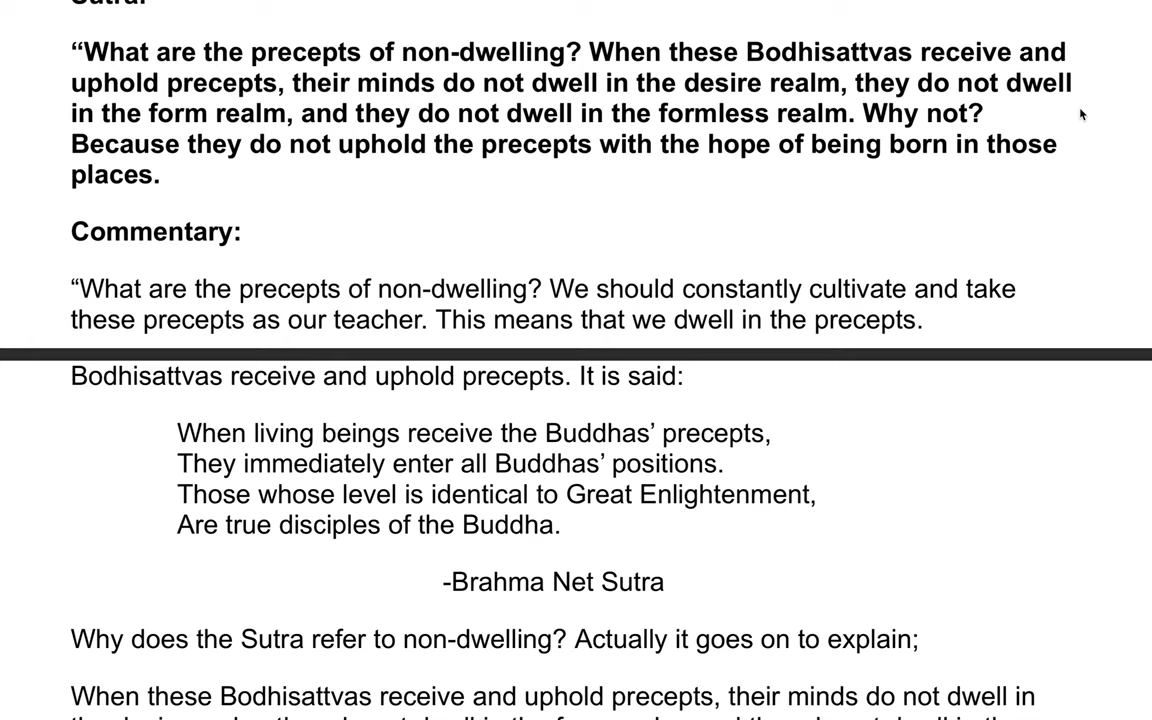 Sutra:
“What are the precepts of non-dwelling? When these Bodhisattvas receive and
uphold precepts, their minds do not dwell in the desire realm, they do not dwell
in the form realm, and they do not dwell in the formless realm. Why not?
Because they do not uphold the precepts with the hope of being born in those
places.
Commentary:
“What are the precepts of non-dwelling? We should constantly cultivate and take
these precepts as our teacher. This means that we dwell in the precepts.
Bodhisattvas receive and uphold precepts. It is said:
When living beings receive the Buddhas’ precepts,
They immediately enter all Buddhas’ positions.
Those whose level is identical to Great Enlightenment,
Are true disciples of the Buddha.
-Brahma Net Sutra
Why does the Sutra refer to non-dwelling? Actually it goes on to explain;
When these Bodhisattvas receive and uphold precepts, their minds do not dwell in